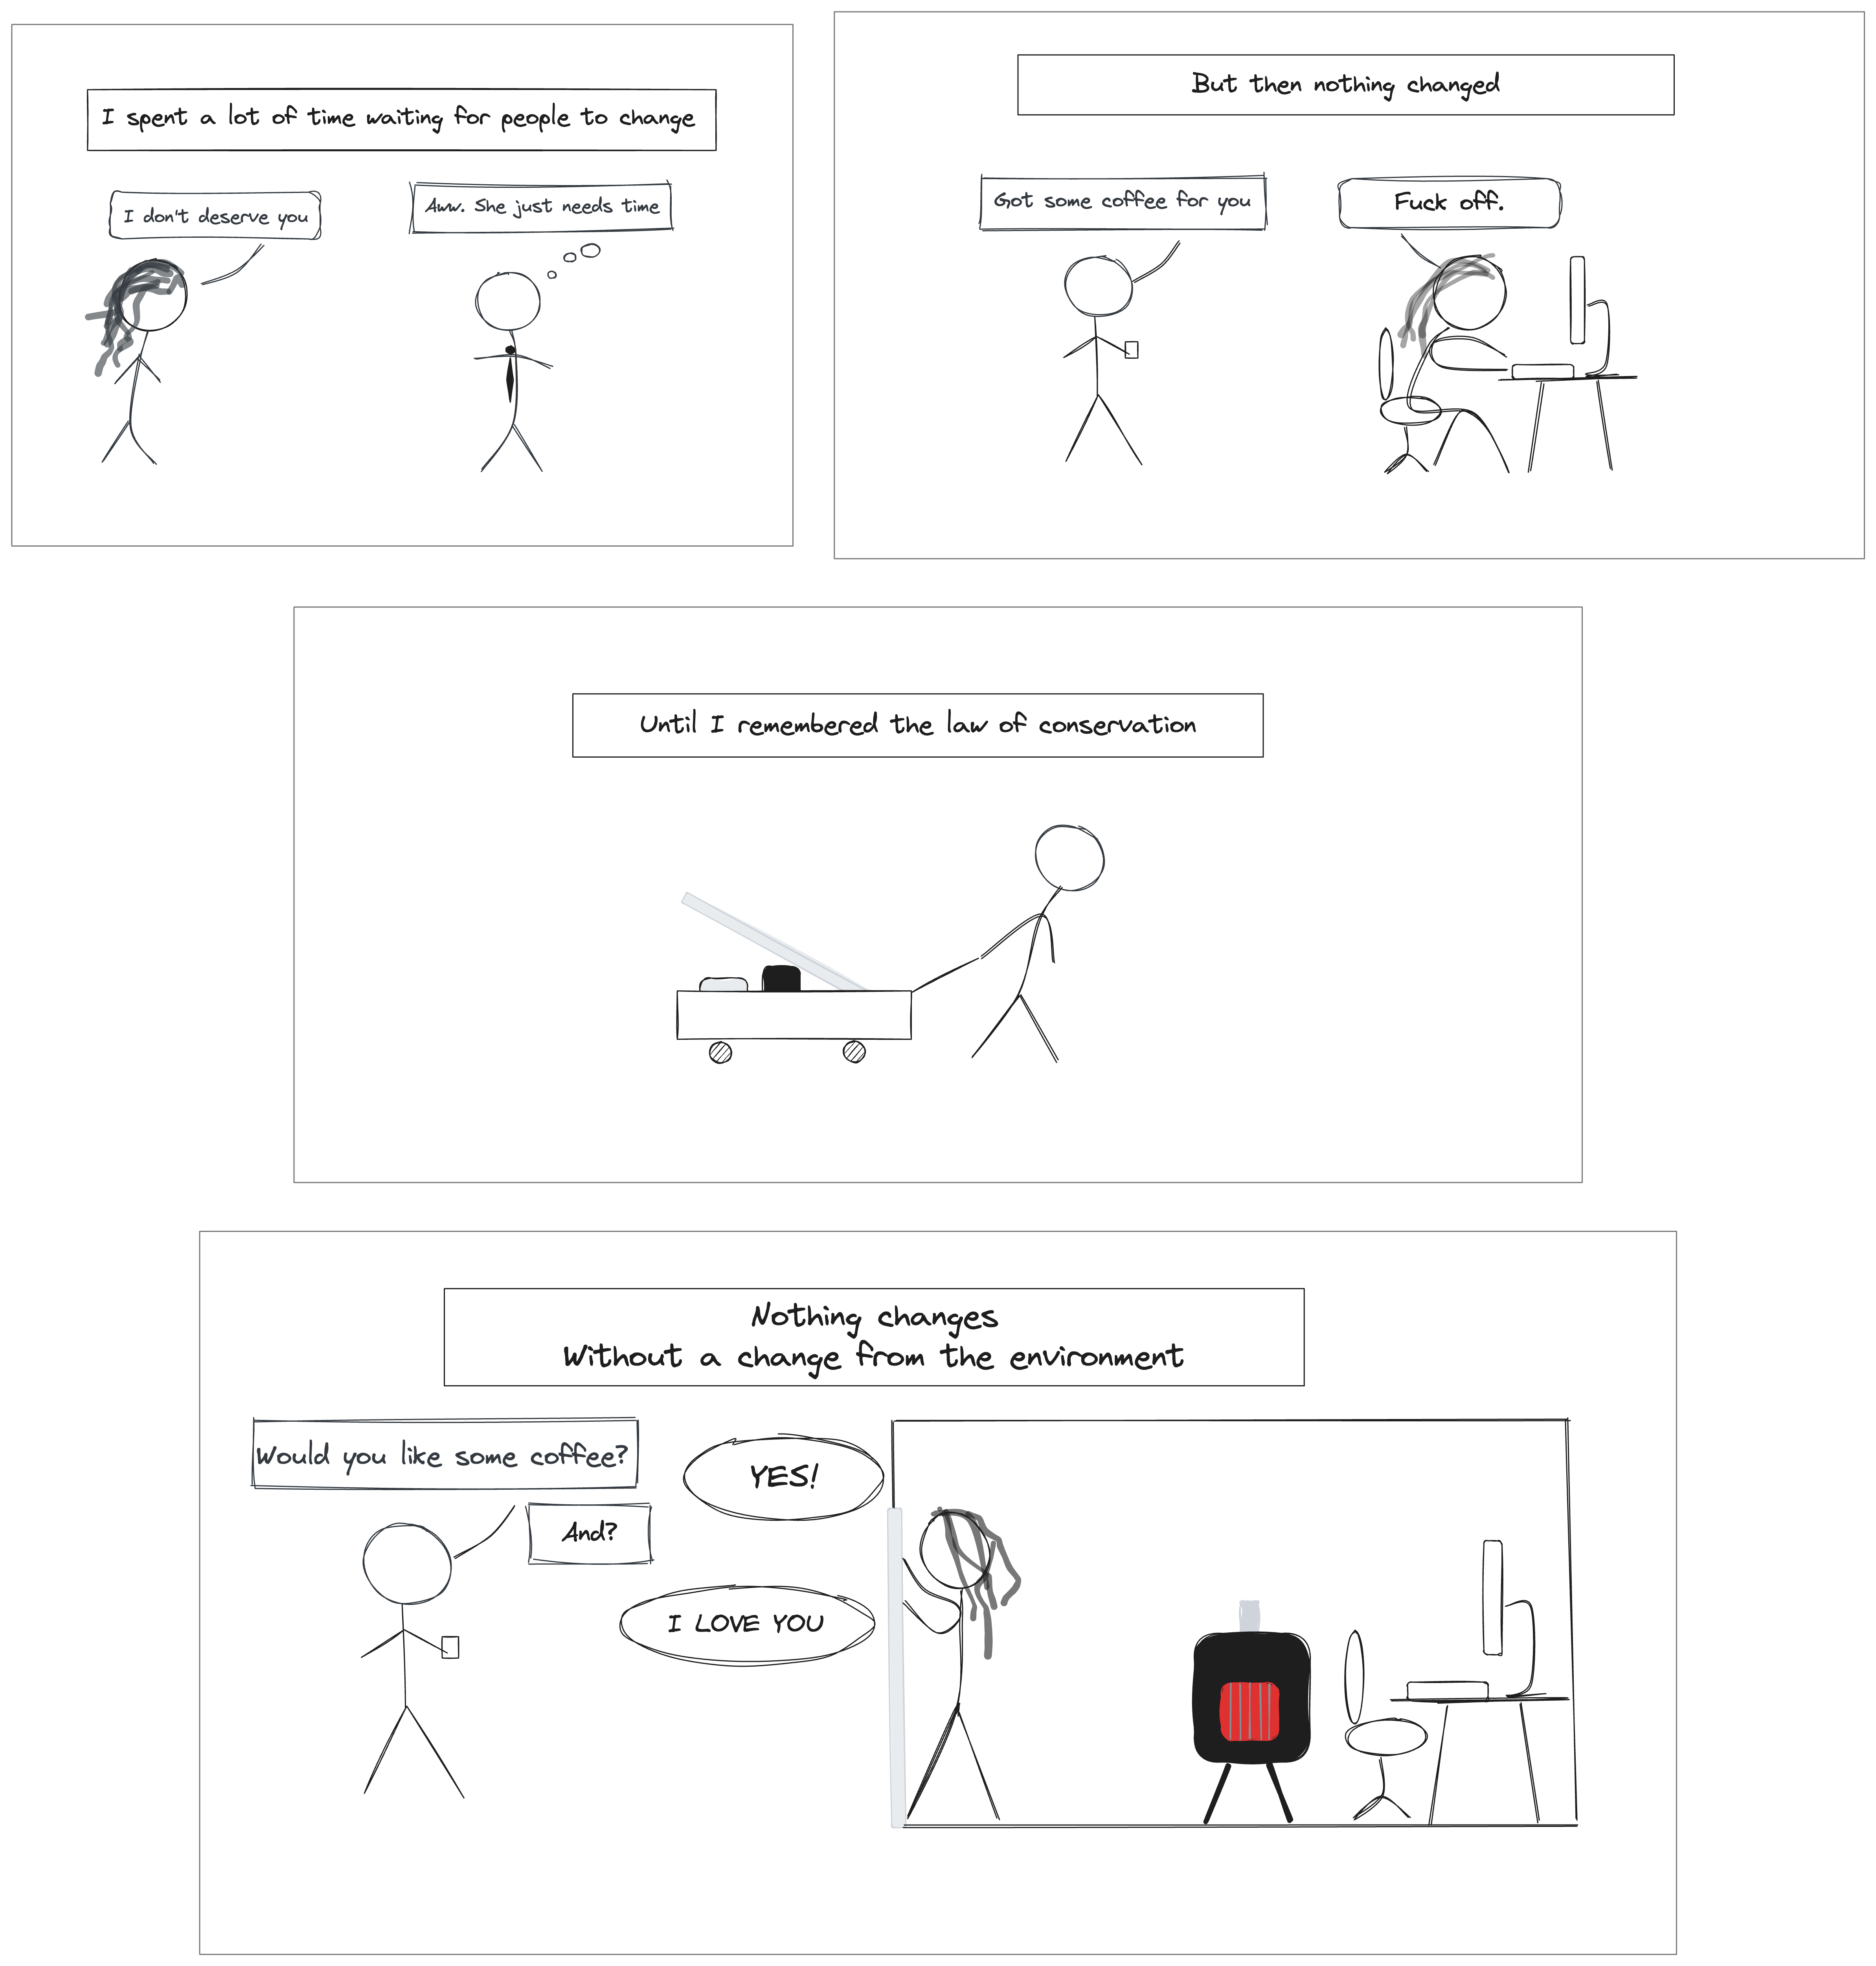 I spent a lot of time waiting for people to change
I don't deserve you
Aww. She just needs time
But then nothing changed
Got some coffee for you
Fuck off.
Until I remembered the law of conservation
Nothing changes
Without a change from the environment
Would you like some coffee?
YES!
And?
I LOVE YOU